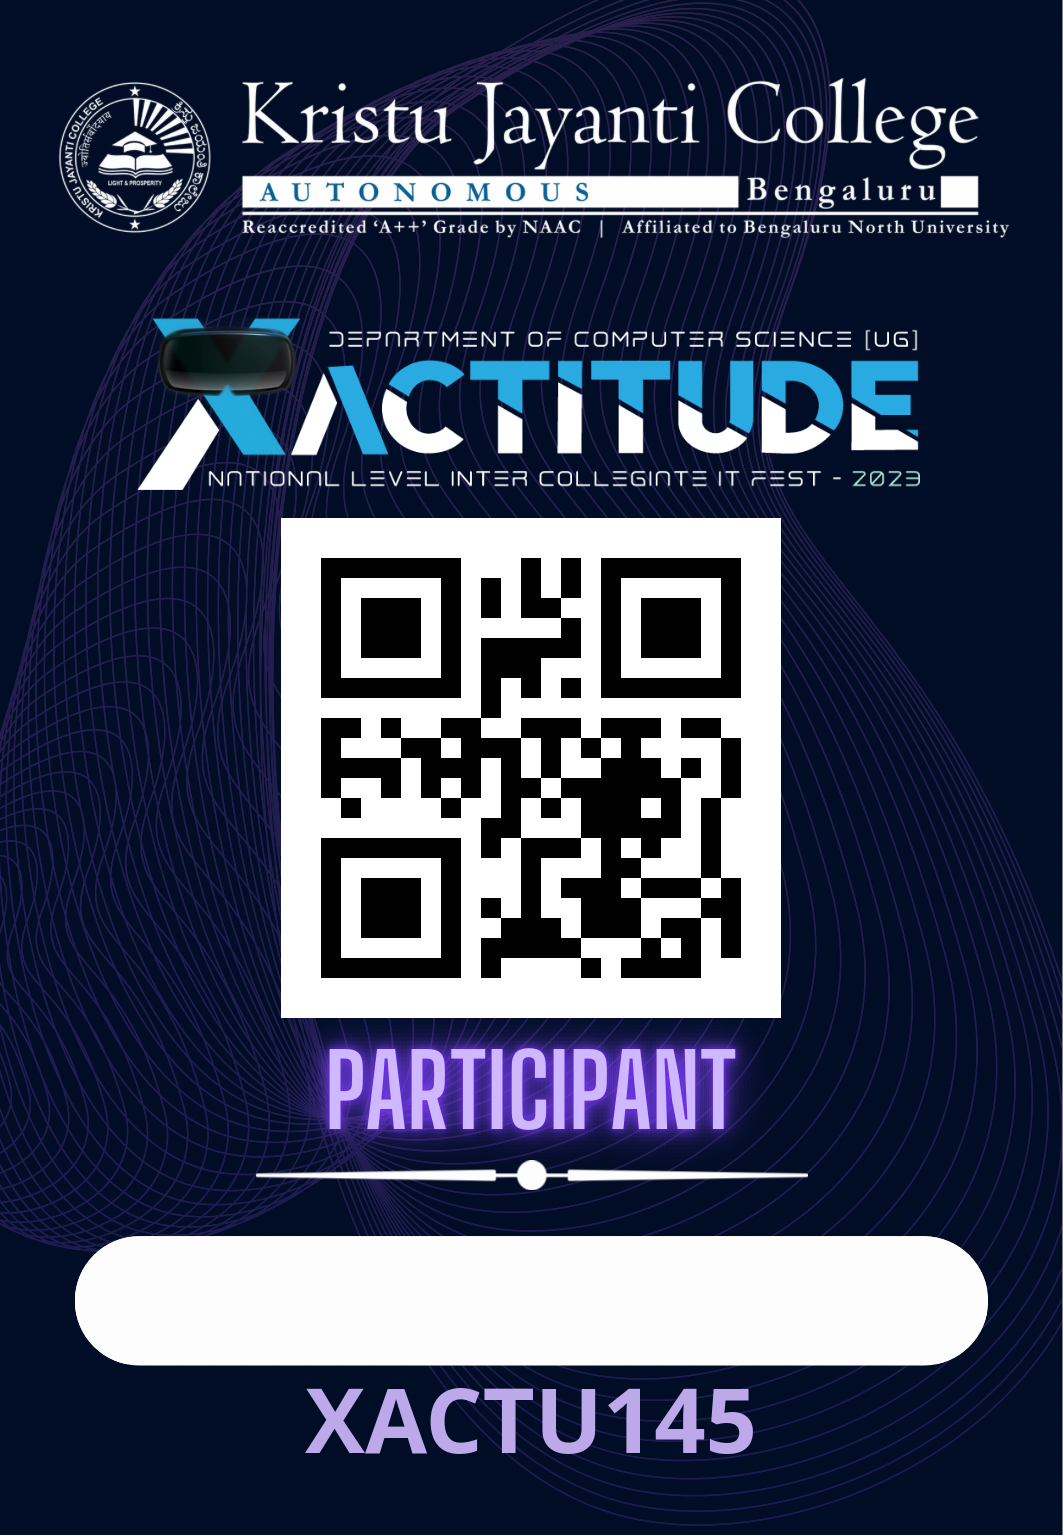 KRISTU JAYANTI COLLEGE
ಕ್ರಿಸ್ತು ಜಯಂತಿ ಕಾಲೇಜು
LIGHT & PROSPERITY
Kristu Jayanti College
AUTONOMOUS Bengaluru
Reaccredited ‘A++’ Grade by NAAC | Affiliated to Bengaluru North University
DEPARTMENT OF COMPUTER SCIENCE [UG]
XACTITUDE
NATIONAL LEVEL INTER COLLEGIATE IT FEST - 2023
PARTICIPANT
XACTU145